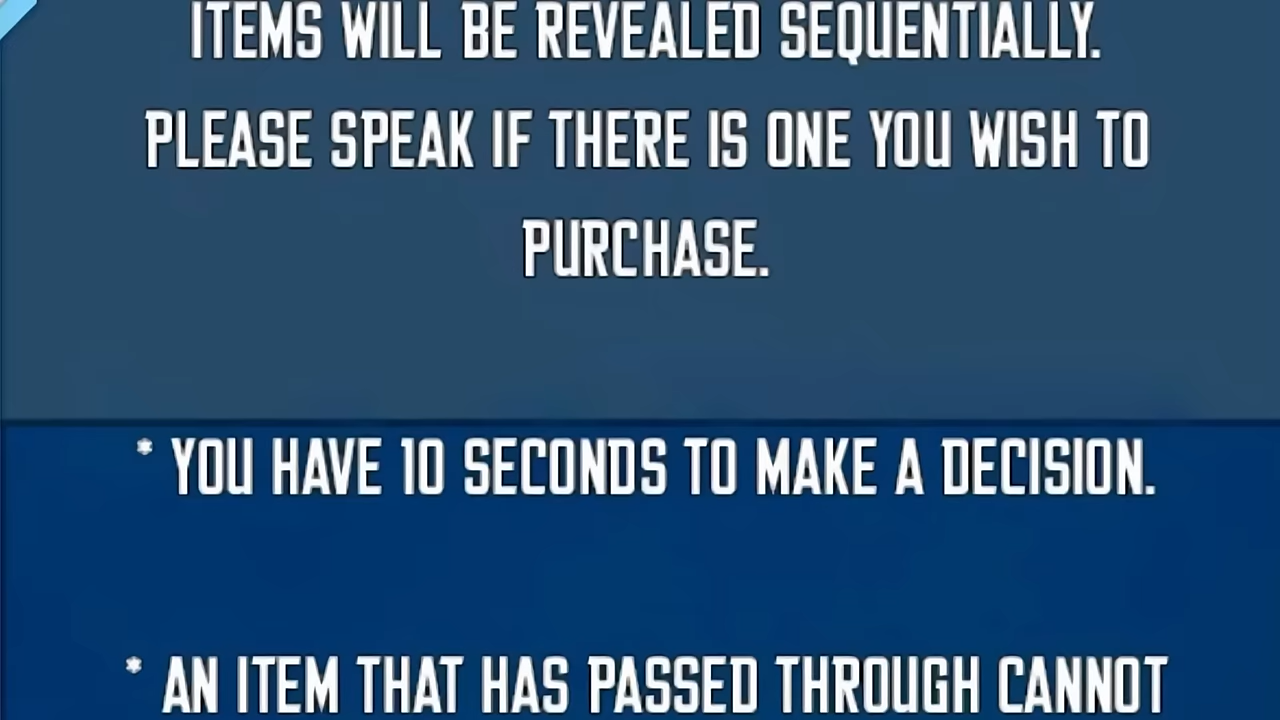 ITEMS WILL BE REVEALED SEQUENTIALLY.
PLEASE SPEAK IF THERE IS ONE YOU WISH TO
PURCHASE.
* YOU HAVE 10 SECONDS TO MAKE A DECISION.
* AN ITEM THAT HAS PASSED THROUGH CANNOT